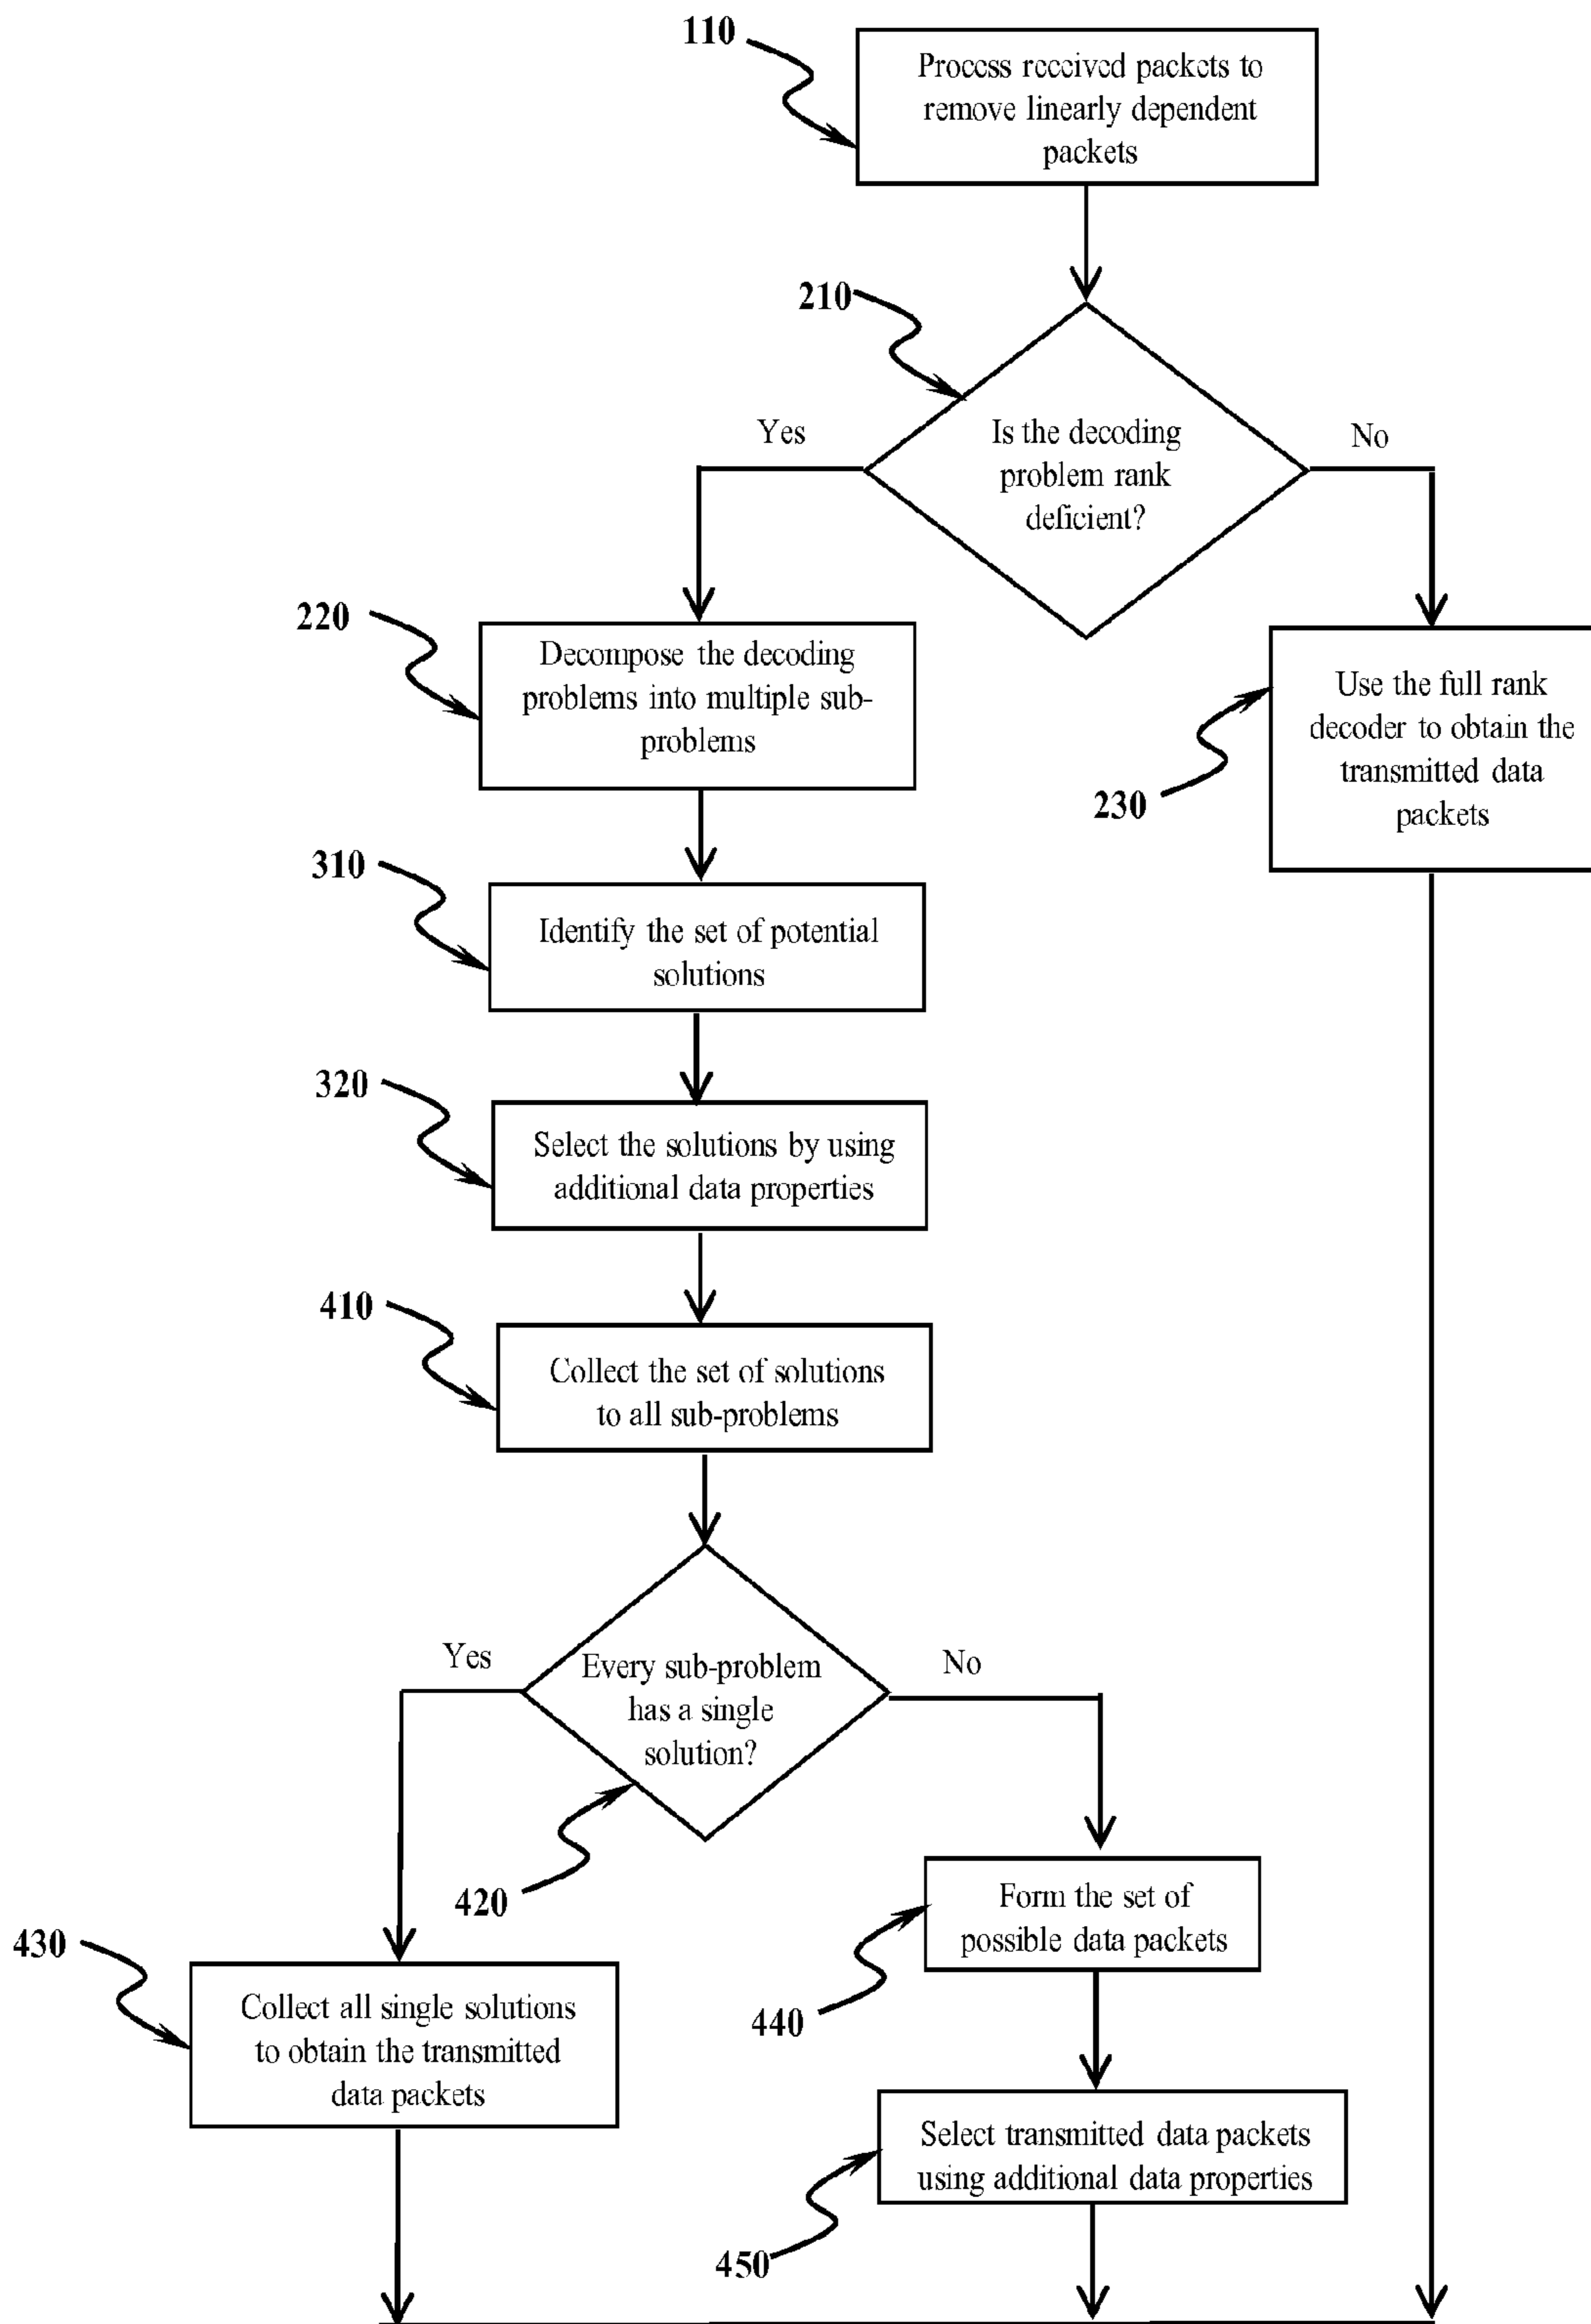 110
Process received packets to
remove linearly dependent
packets
210
Is the decoding
problem rank
deficient?
Yes
No
220
Decompose the decoding
problems into multiple sub-
problems
Use the full rank
decoder to obtain the
transmitted data
packets
230
310
Identify the set of potential
solutions
320
Select the solutions by using
additional data properties
410
Collect the set of solutions
to all sub-problems
Yes
No
Every sub-problem
has a single
solution?
420
430
Collect all single solutions
to obtain the transmitted
data packets
Form the set of
possible data packets
440
Select transmitted data packets
using additional data properties
450